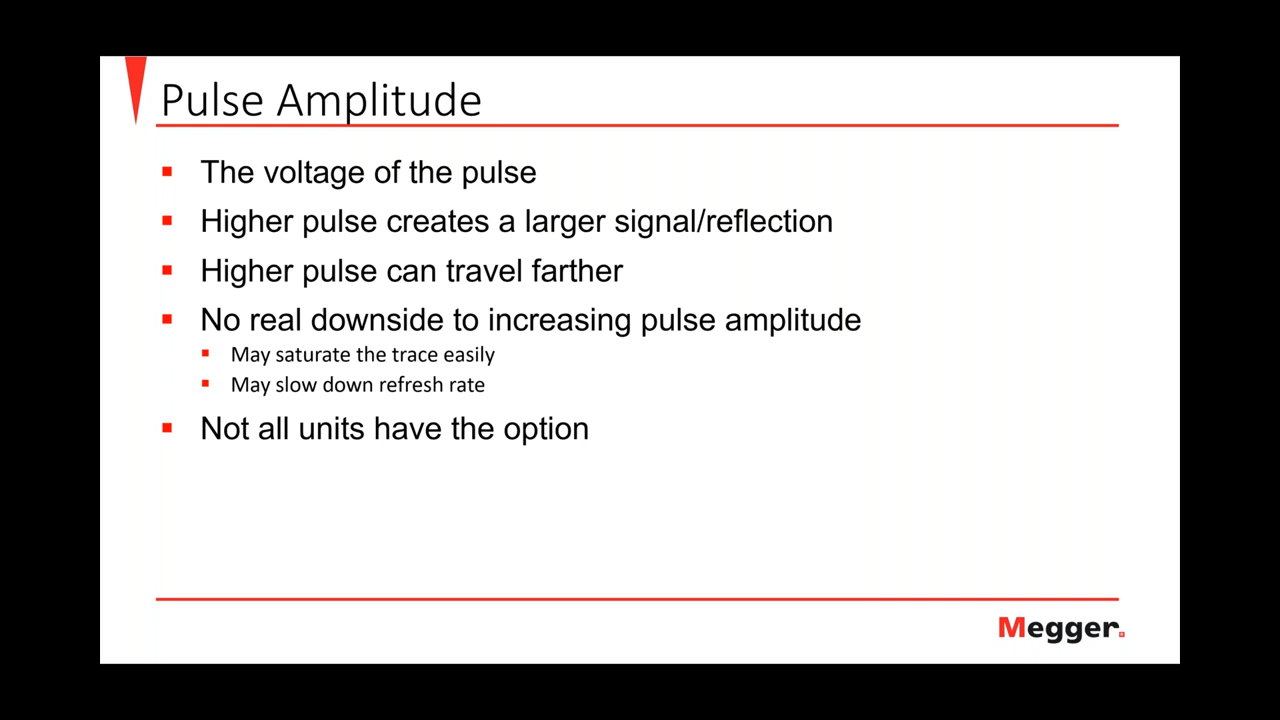 Pulse Amplitude
The voltage of the pulse
Higher pulse creates a larger signal/reflection
Higher pulse can travel farther
No real downside to increasing pulse amplitude
May saturate the trace easily
May slow down refresh rate
Not all units have the option
Megger.